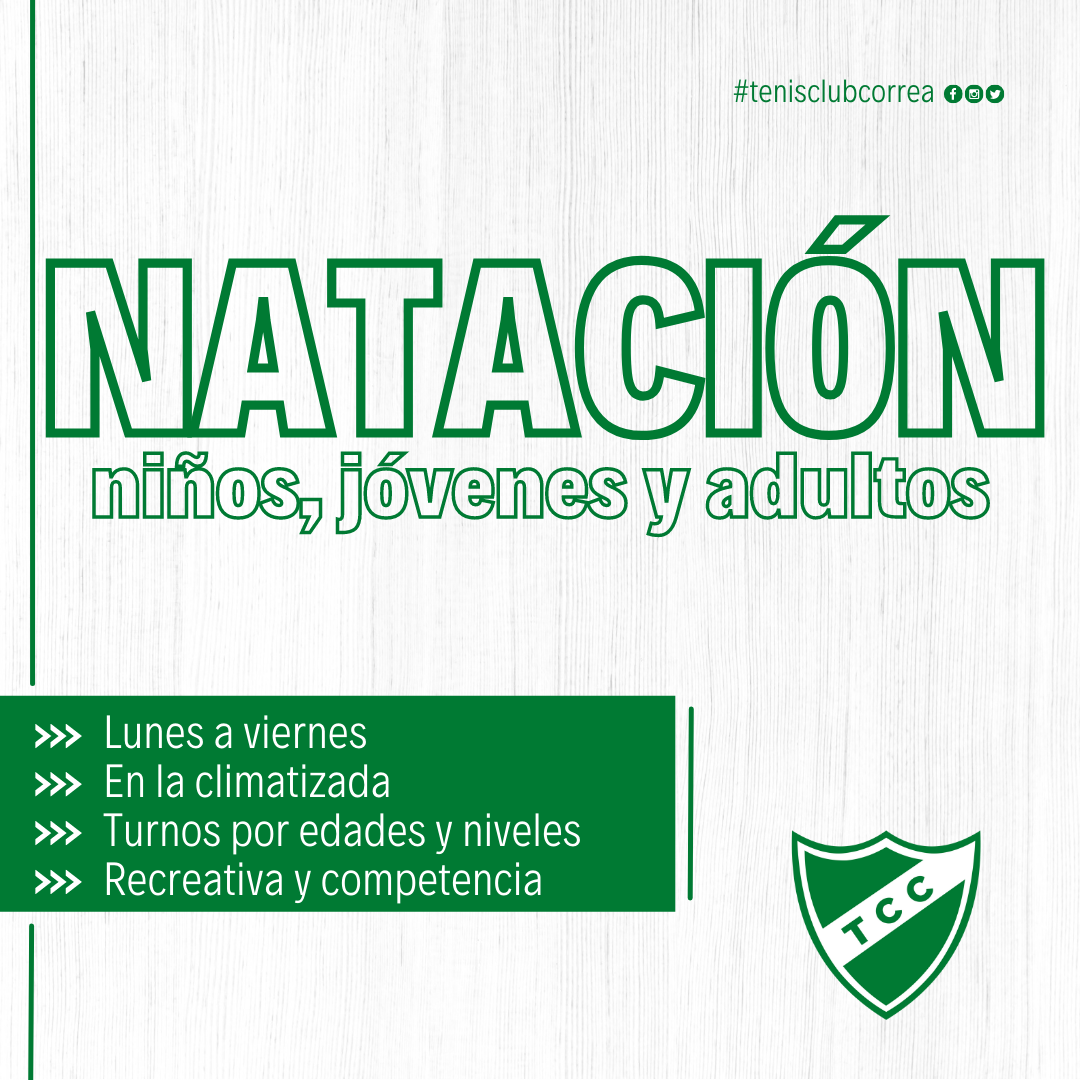 #tenisclubcorrea
NATACIÓN
niños, jóvenes y adultos
>>> Lunes a viernes
>>> En la climatizada
>>> Turnos por edades y niveles
>>> Recreativa y competencia
TCC